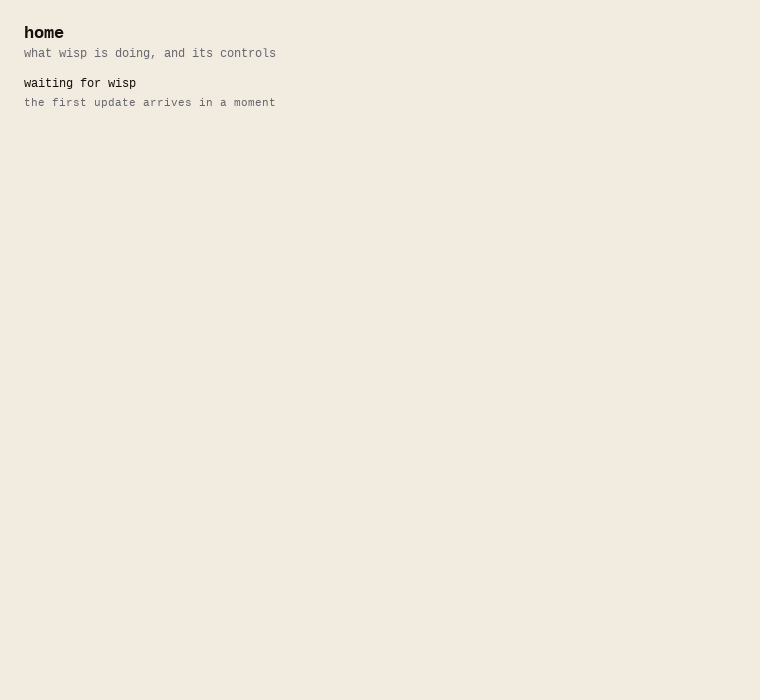 home
what wisp is doing, and its controls
waiting for wisp
the first update arrives in a moment